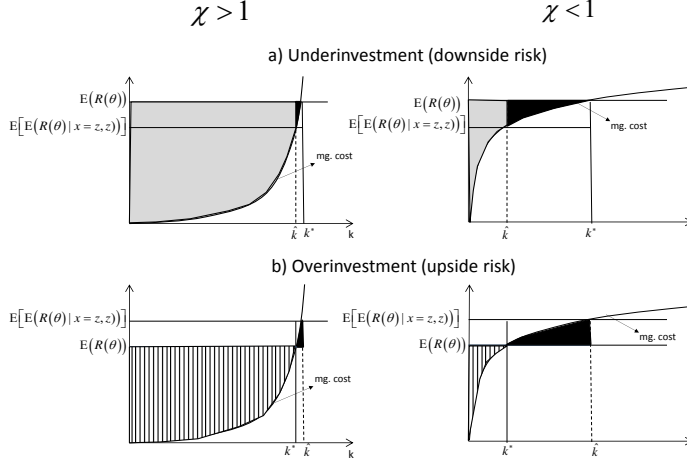 χ > 1
χ < 1
a) Underinvestment (downside risk)
E(R(θ))
E[E(R(θ) | x = z, z))]
mg. cost
k̂
k*
k
E(R(θ))
E[E(R(θ) | x = z, z))]
mg. cost
k̂
k*
b) Overinvestment (upside risk)
E[E(R(θ) | x = z, z))]
E(R(θ))
mg. cost
k*
k̂
k
E[E(R(θ) | x = z, z))]
E(R(θ))
mg. cost
k*
k̂